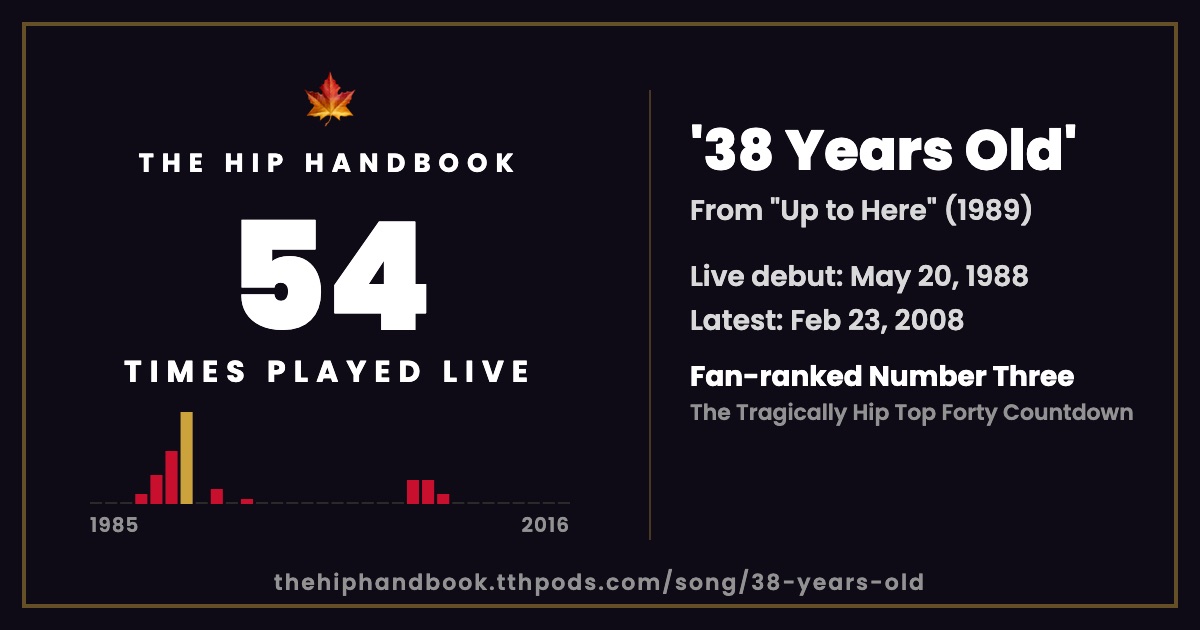 THE HIP HANDBOOK
54
TIMES PLAYED LIVE
1985
2016
'38 Years Old'
From "Up to Here" (1989)
Live debut: May 20, 1988
Latest: Feb 23, 2008
Fan-ranked Number Three
The Tragically Hip Top Forty Countdown
thehiphandbook.tthpods.com/song/38-years-old